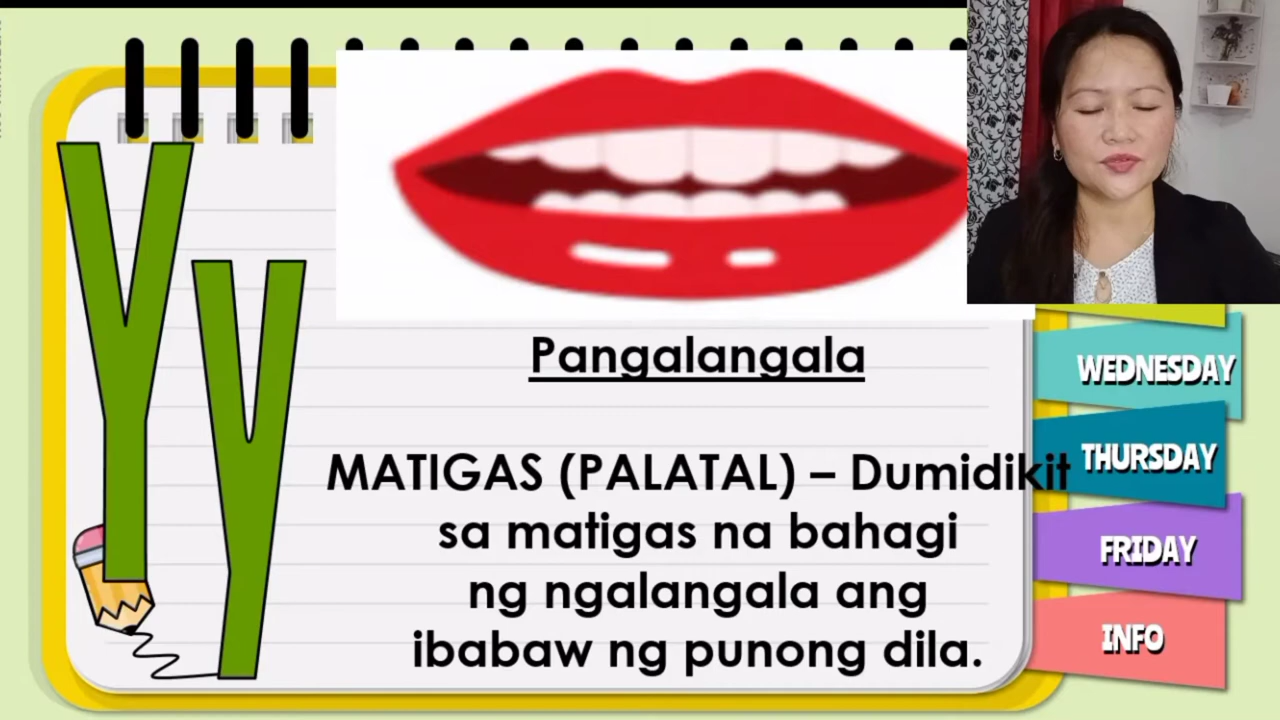 Yy
Pangalangala
MATIGAS (PALATAL) – Dumidikit
sa matigas na bahagi
ng ngalangala ang
ibabaw ng punong dila.
WEDNESDAY
THURSDAY
FRIDAY
INFO